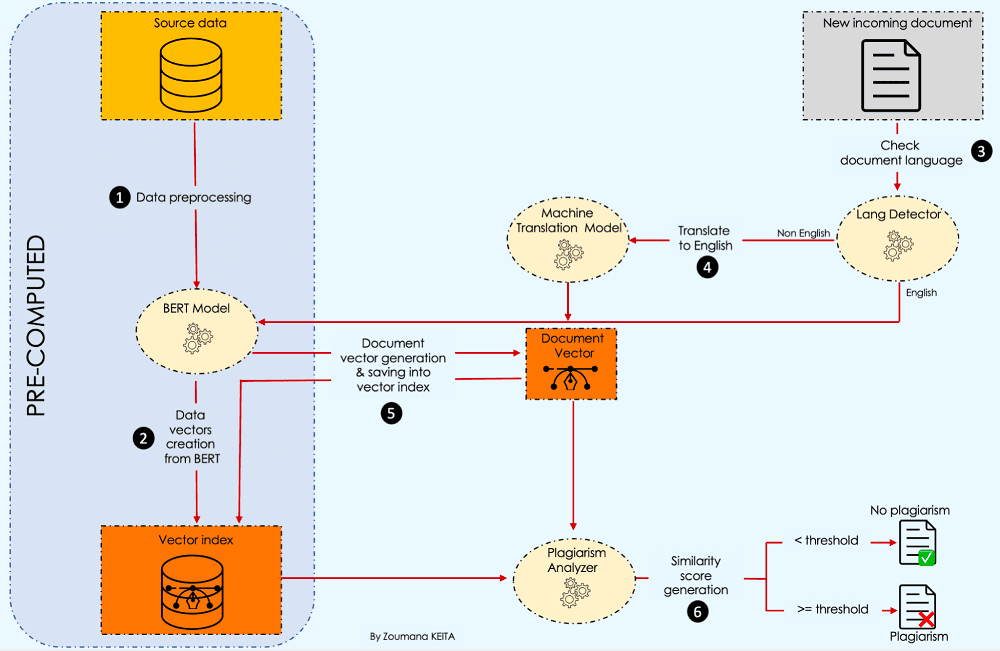 Source data
New incoming document
Check
document language
3
1
Data preprocessing
Machine
Translation Model
Lang Detector
Translate
to English
Non English
4
PRE-COMPUTED
English
BERT Model
Document
vector generation
& saving into
vector index
5
Document
Vector
2
Data
vectors
creation
from BERT
Vector index
Plagiarism
Analyzer
Similarity
score
generation
6
No plagiarism
< threshold
>= threshold
Plagiarism
By Zoumana KEITA